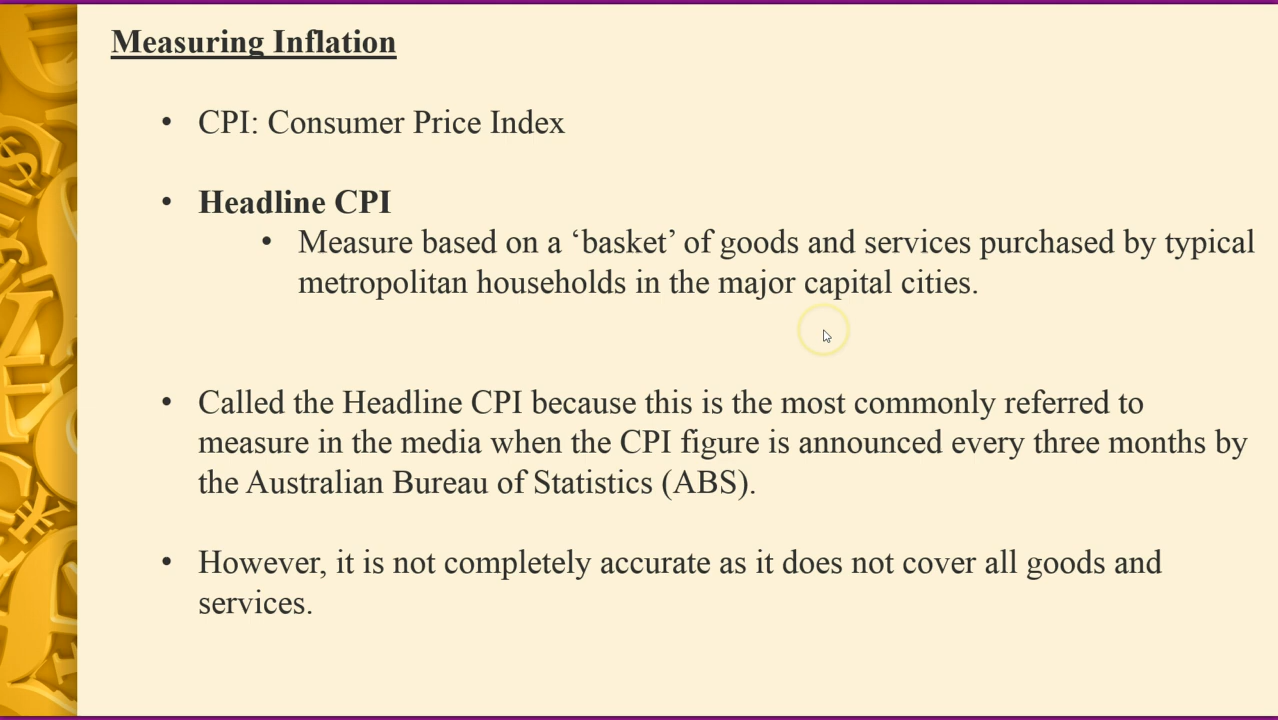 Measuring Inflation
• CPI: Consumer Price Index
• Headline CPI
• Measure based on a ‘basket’ of goods and services purchased by typical
metropolitan households in the major capital cities.
• Called the Headline CPI because this is the most commonly referred to
measure in the media when the CPI figure is announced every three months by
the Australian Bureau of Statistics (ABS).
• However, it is not completely accurate as it does not cover all goods and
services.